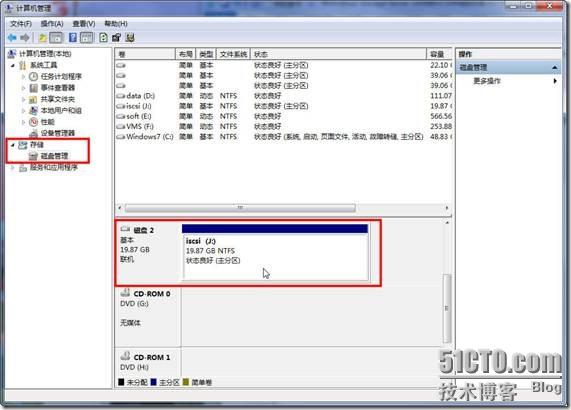 计算机管理
文件(F) 操作(A) 查看(V) 帮助(H)
计算机管理(本地)
系统工具
任务计划程序
事件查看器
共享文件夹
本地用户和组
性能
设备管理器
存储
磁盘管理
服务和应用程序
卷 布局 类型 文件系统 状态 容量
简单 基本 状态良好 (主分区) 22.10 G
简单 基本 状态良好 (主分区) 39.06 G
简单 基本 状态良好 (主分区) 39.06 G
data (D:) 简单 动态 NTFS 状态良好 111.07
iscsi (J:) 简单 基本 NTFS 状态良好 (主分区) 19.87 G
soft (E:) 简单 动态 NTFS 状态良好 566.56
VMS (F:) 简单 动态 NTFS 状态良好 253.88
Windows7 (C:) 简单 基本 NTFS 状态良好 (系统, 启动, 页面文件, 活动, 故障转储, 主分区) 48.83 G
磁盘 2
基本
19.87 GB
联机
iscsi (J:)
19.87 GB NTFS
状态良好 (主分区)
CD-ROM 0
DVD (G:)
无媒体
CD-ROM 1
DVD (H:)
未分配 主分区 简单卷
操作
磁盘管理
更多操作
51CTO.com
技术博客 Blog